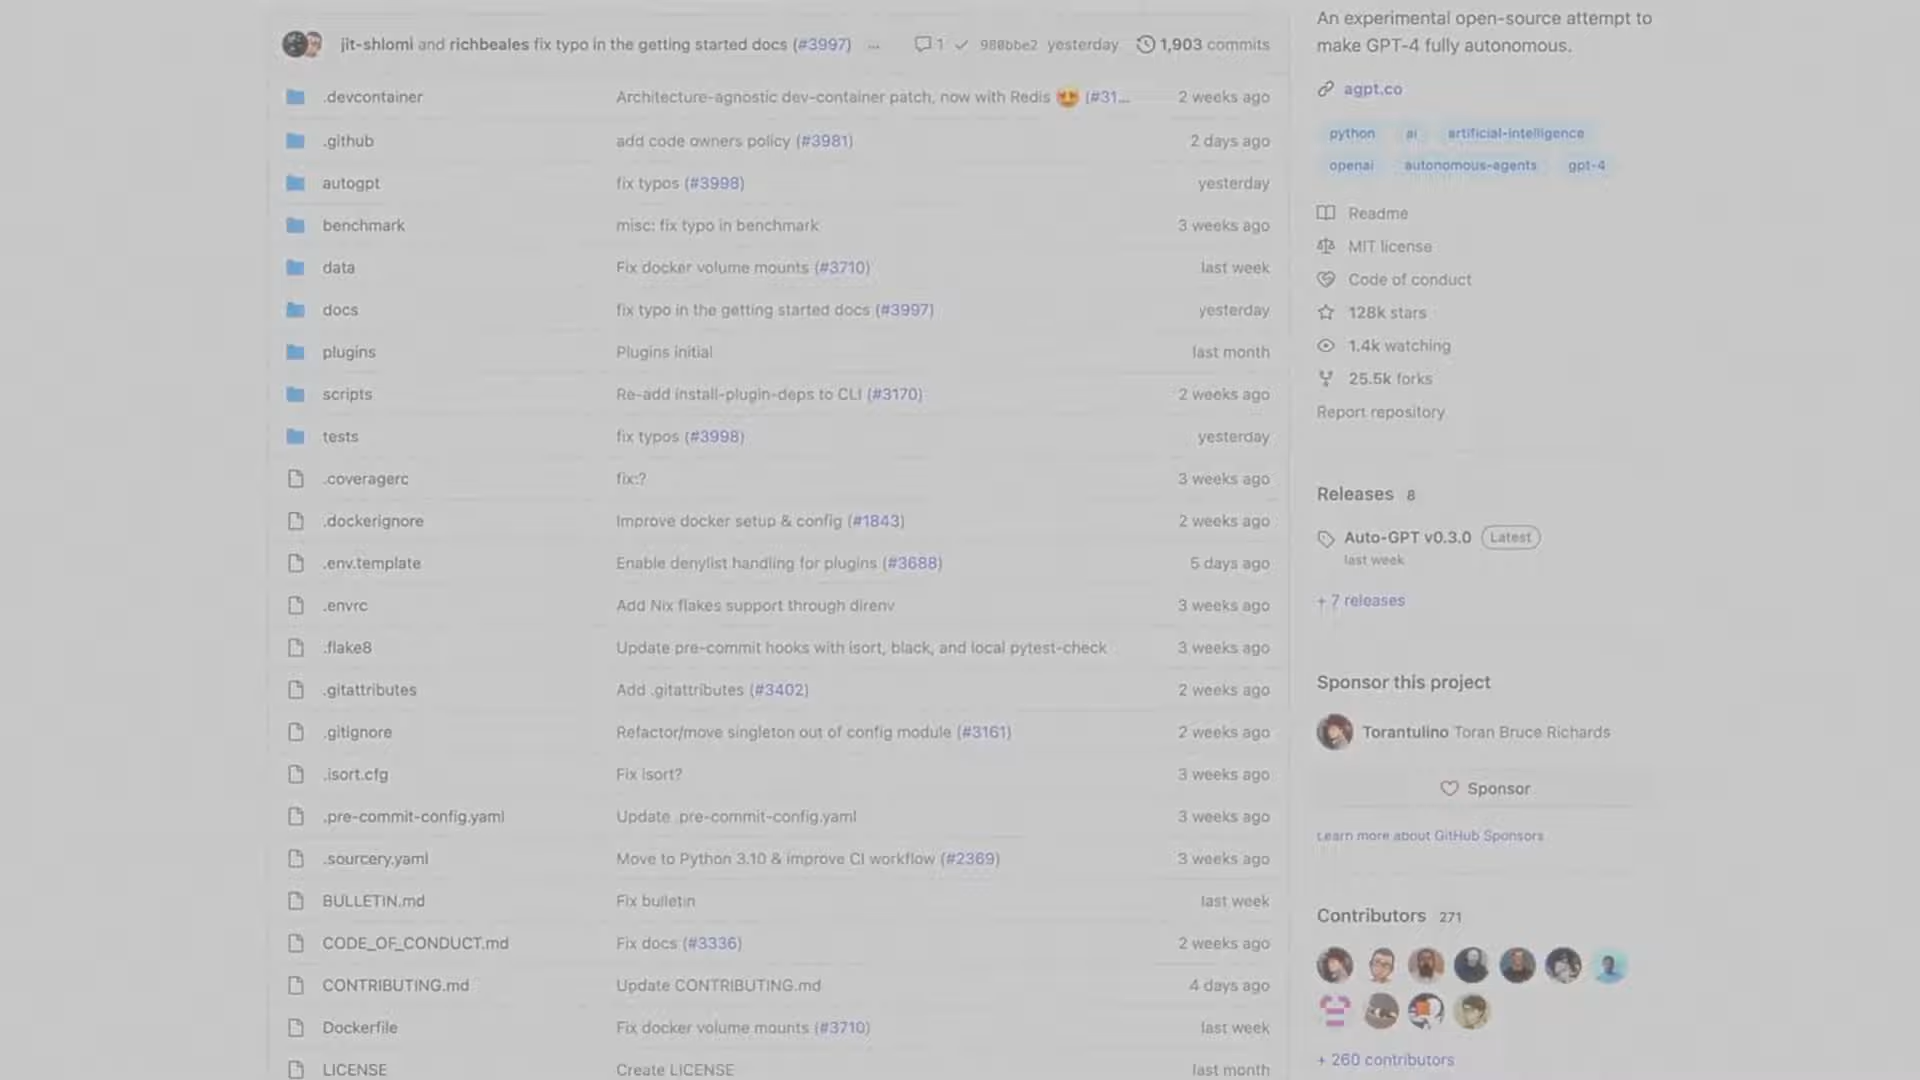 jit-shlomi and richbeales fix typo in the getting started docs (#3997) ... 1 980bbe2 yesterday 1,903 commits
.devcontainer Architecture-agnostic dev-container patch, now with Redis 😍 (#31... 2 weeks ago
.github add code owners policy (#3981) 2 days ago
autogpt fix typos (#3998) yesterday
benchmark misc: fix typo in benchmark 3 weeks ago
data Fix docker volume mounts (#3710) last week
docs fix typo in the getting started docs (#3997) yesterday
plugins Plugins initial last month
scripts Re-add install-plugin-deps to CLI (#3170) 2 weeks ago
tests fix typos (#3998) yesterday
.coveragerc fix:? 3 weeks ago
.dockerignore Improve docker setup & config (#1843) 2 weeks ago
.env.template Enable denylist handling for plugins (#3688) 5 days ago
.envrc Add Nix flakes support through direnv 3 weeks ago
.flake8 Update pre-commit hooks with isort, black, and local pytest-check 3 weeks ago
.gitattributes Add .gitattributes (#3402) 2 weeks ago
.gitignore Refactor/move singleton out of config module (#3161) 2 weeks ago
.isort.cfg Fix isort? 3 weeks ago
.pre-commit-config.yaml Update .pre-commit-config.yaml 3 weeks ago
.sourcery.yaml Move to Python 3.10 & improve CI workflow (#2369) 3 weeks ago
BULLETIN.md Fix bulletin last week
CODE_OF_CONDUCT.md Fix docs (#3336) 2 weeks ago
CONTRIBUTING.md Update CONTRIBUTING.md 4 days ago
Dockerfile Fix docker volume mounts (#3710) last week
LICENSE Create LICENSE last month
An experimental open-source attempt to
make GPT-4 fully autonomous.
agpt.co
python ai artificial-intelligence
openai autonomous-agents gpt-4
Readme
MIT license
Code of conduct
128k stars
1.4k watching
25.5k forks
Report repository
Releases 8
Auto-GPT v0.3.0 Latest
last week
+ 7 releases
Sponsor this project
Torantulino Toran Bruce Richards
Sponsor
Learn more about GitHub Sponsors
Contributors 271
+ 260 contributors